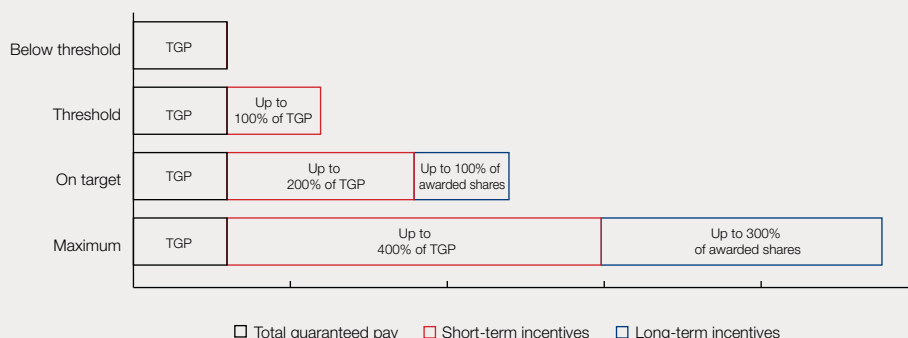 Below threshold
TGP
Threshold
TGP
Up to
100% of TGP
On target
TGP
Up to
200% of TGP
Up to 100% of
awarded shares
Maximum
TGP
Up to
400% of TGP
Up to 300%
of awarded shares
Total guaranteed pay
Short-term incentives
Long-term incentives